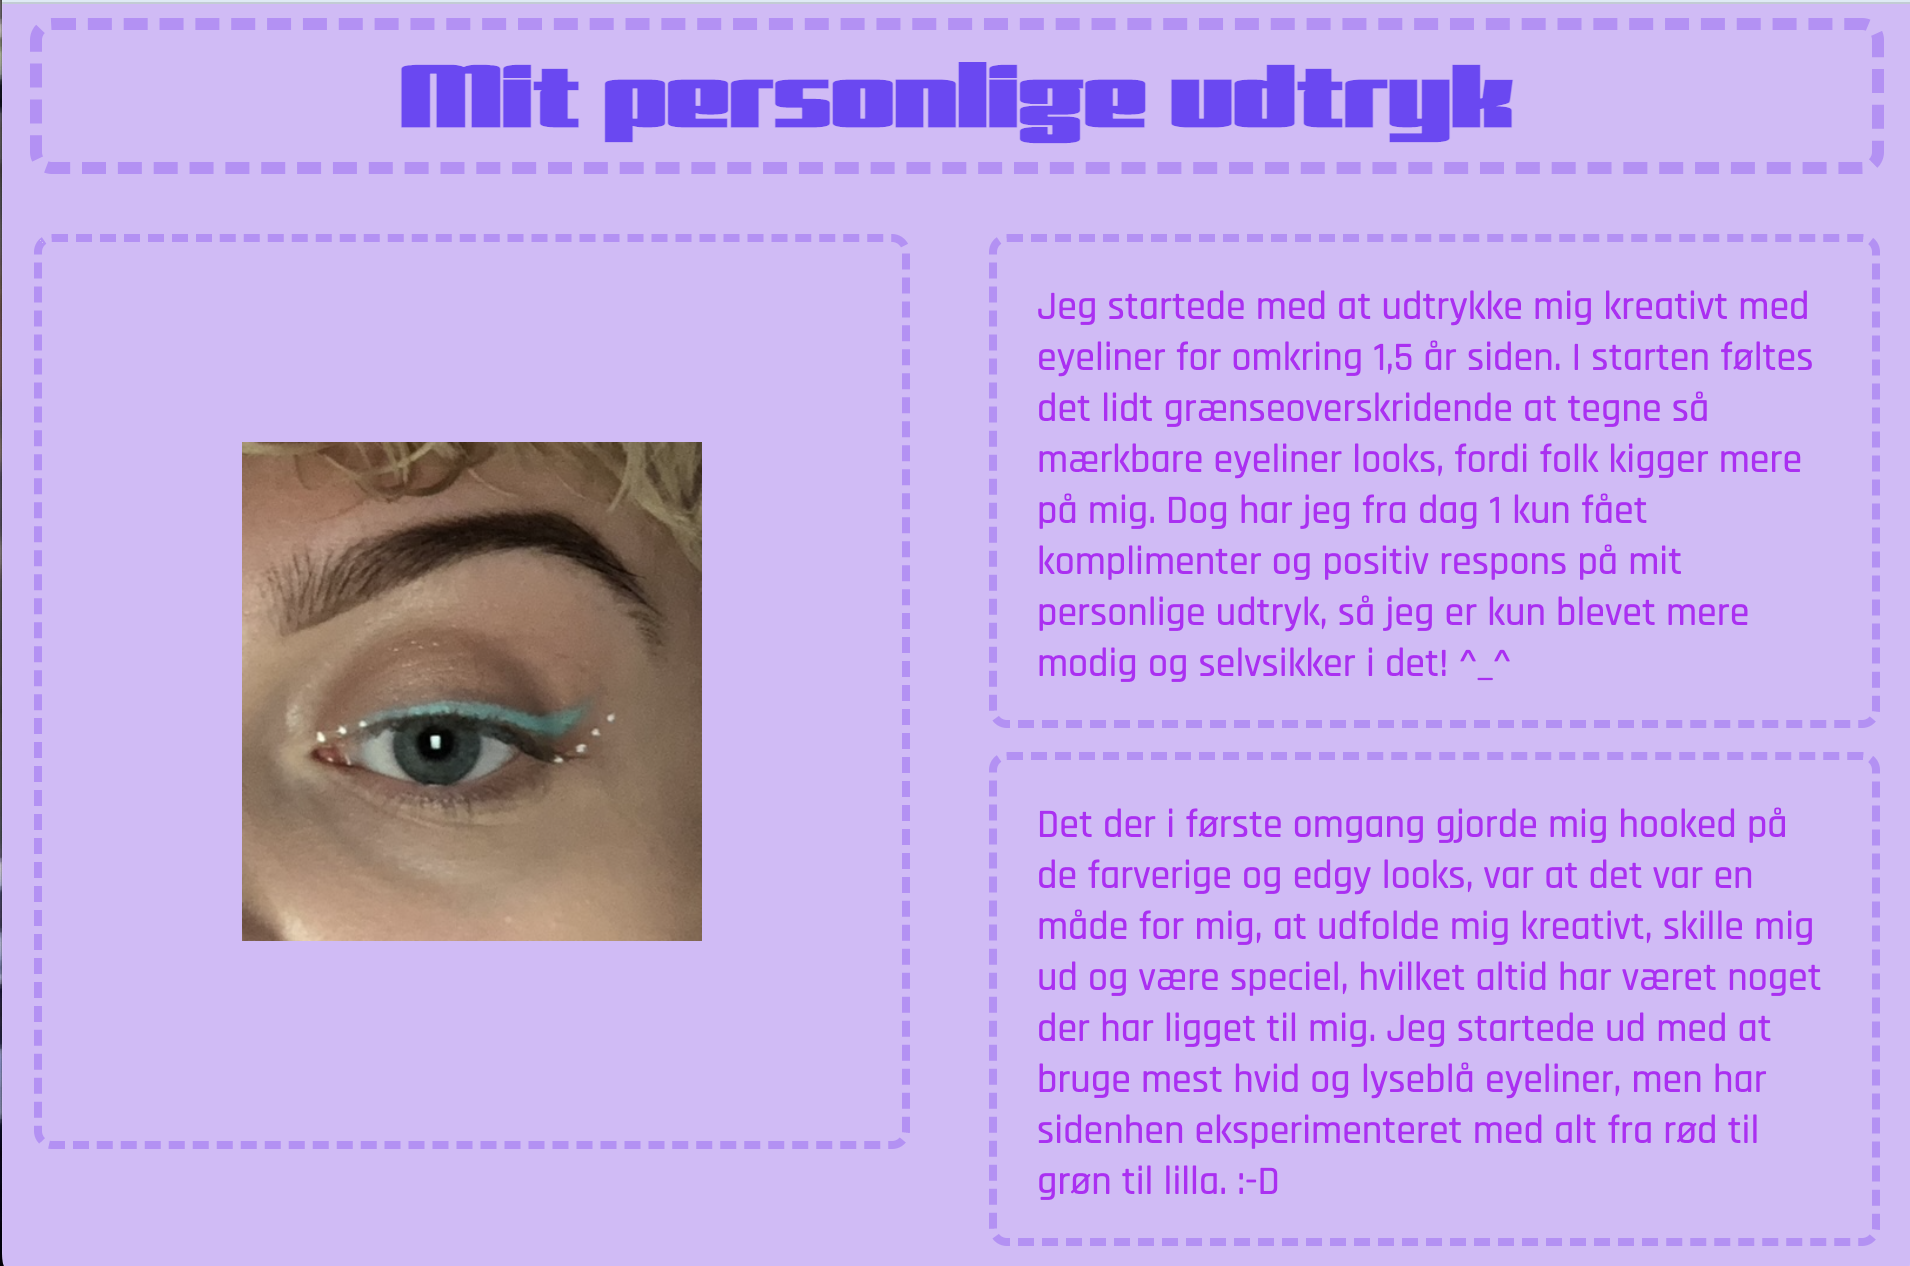 Mit personlige udtryk
Jeg startede med at udtrykke mig kreativt med
eyeliner for omkring 1,5 år siden. I starten føltes
det lidt grænseoverskridende at tegne så
mærkbare eyeliner looks, fordi folk kigger mere
på mig. Dog har jeg fra dag 1 kun fået
komplimenter og positiv respons på mit
personlige udtryk, så jeg er kun blevet mere
modig og selvsikker i det! ^_^
Det der i første omgang gjorde mig hooked på
de farverige og edgy looks, var at det var en
måde for mig, at udfolde mig kreativt, skille mig
ud og være speciel, hvilket altid har været noget
der har ligget til mig. Jeg startede ud med at
bruge mest hvid og lyseblå eyeliner, men har
sidenhen eksperimenteret med alt fra rød til
grøn til lilla. :-D